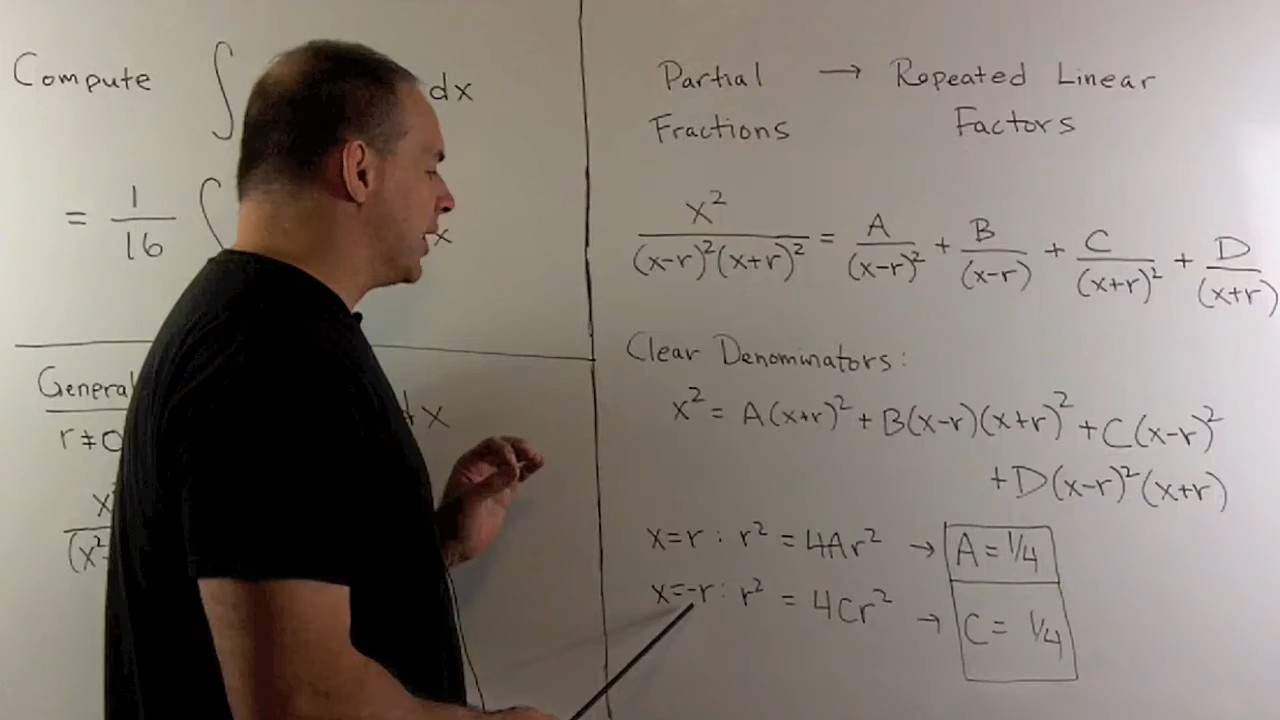 Compute ∫ dx
= 1/16 ∫ x
General
r≠0
dx
Partial Fractions → Repeated Linear Factors
x²/((x-r)²(x+r)²) = A/(x-r)² + B/(x-r) + C/(x+r)² + D/(x+r)
Clear Denominators:
x² = A(x+r)² + B(x-r)(x+r)² + C(x-r)²
+ D(x-r)²(x+r)
x=r : r² = 4Ar² → A = 1/4
x=-r : r² = 4Cr² → C = 1/4